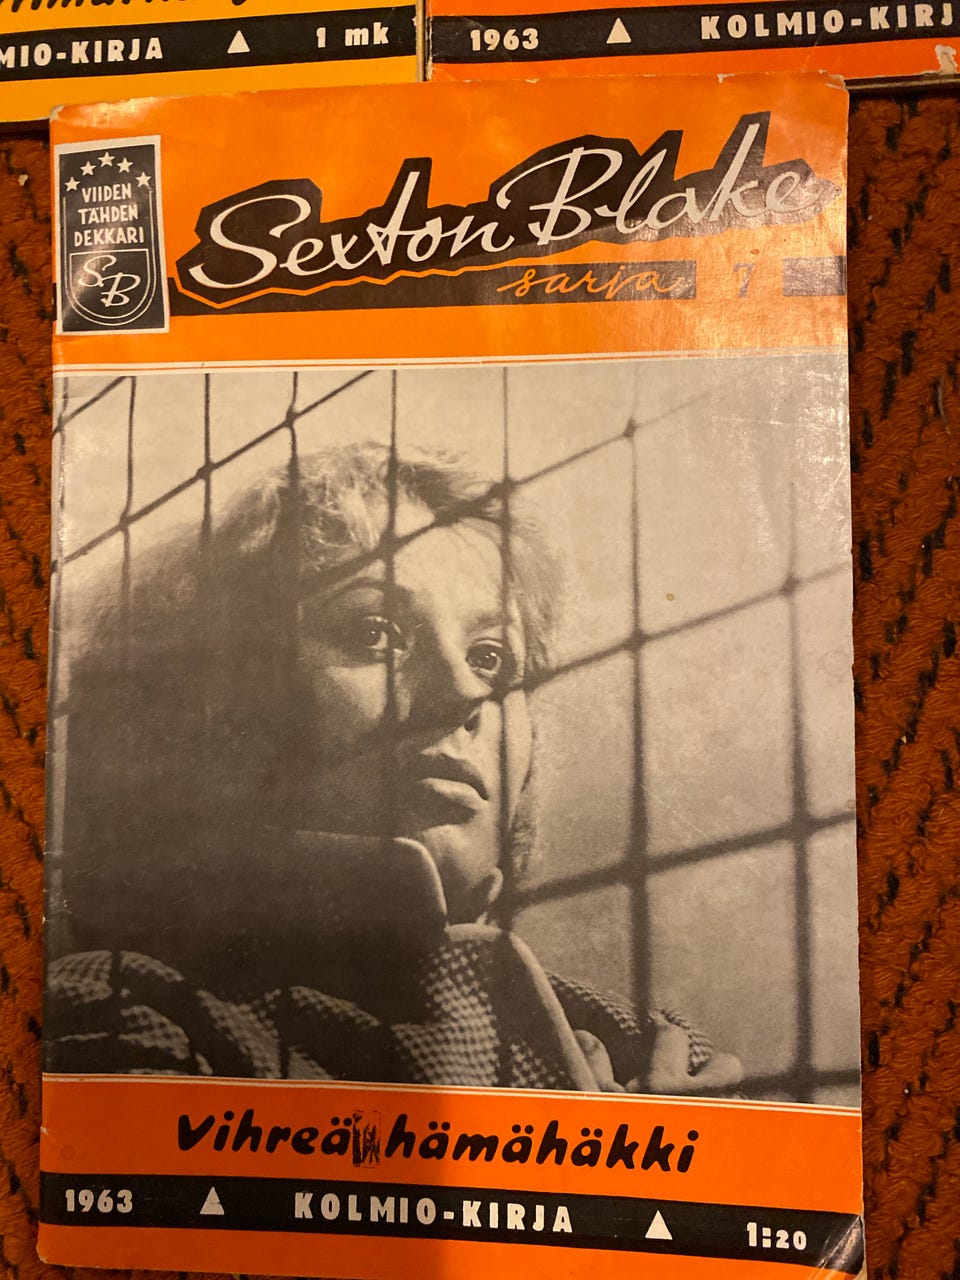 MIO-KIRJA ▲ 1 mk
1963 ▲ KOLMIO-KIRJ
VIIDEN
TÄHDEN
DEKKARI
SB
Sexton Blake
sarja 7
Vihreä hämähäkki
1963 ▲ KOLMIO-KIRJA ▲ 1:20